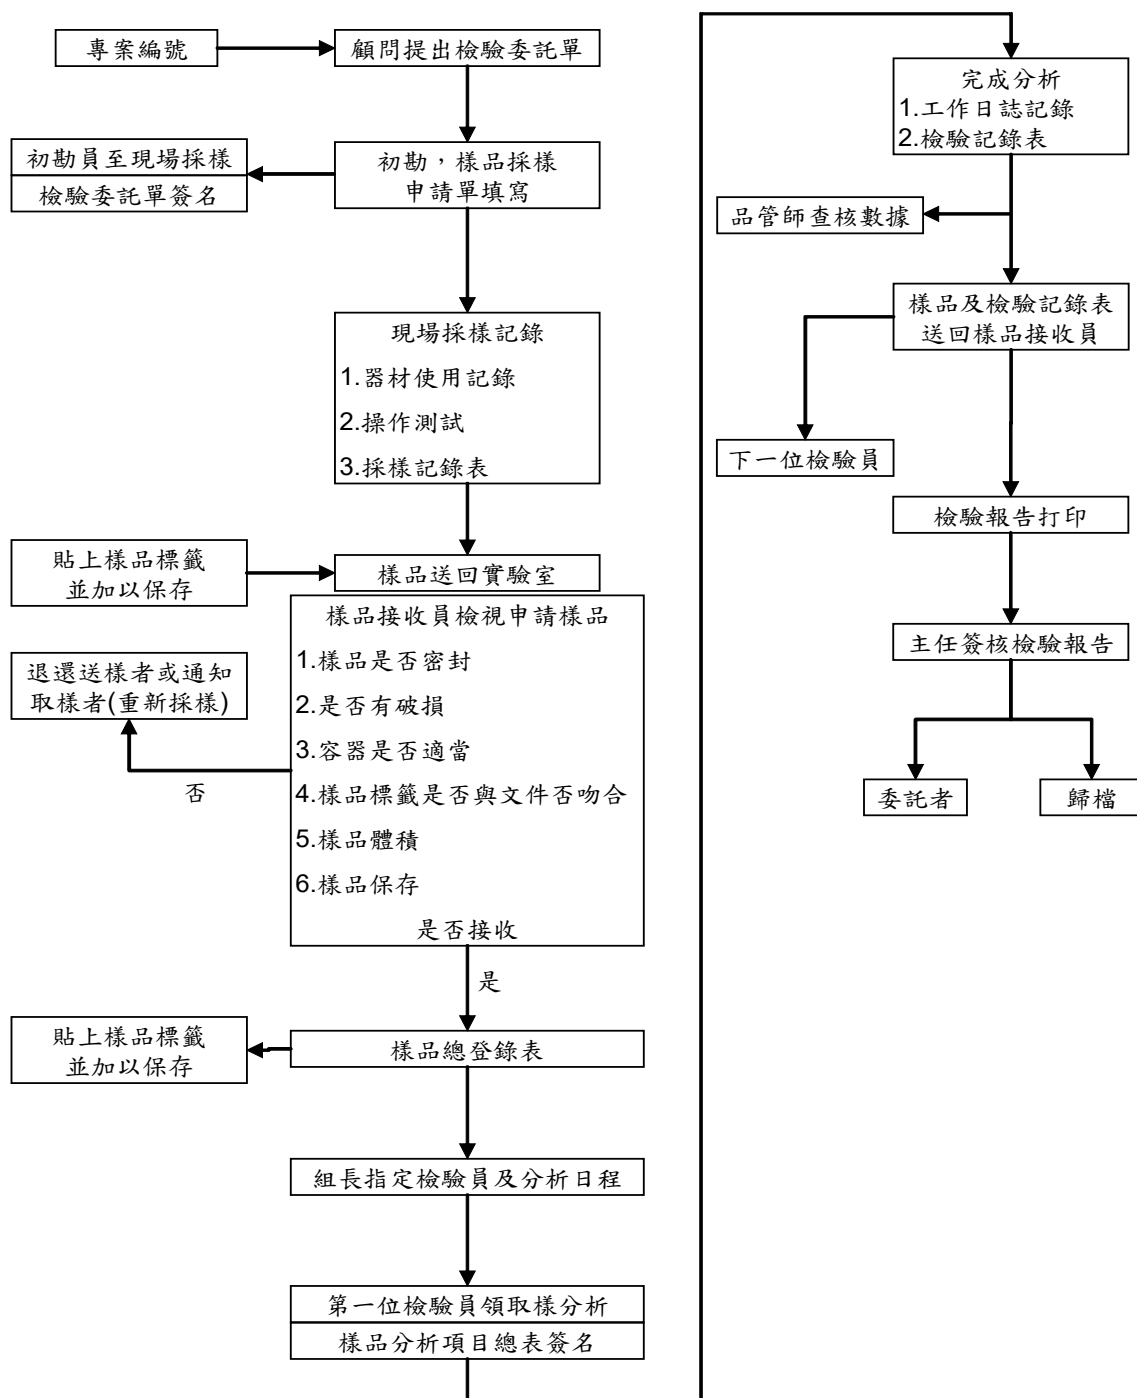 專案編號
顧問提出檢驗委託單
初勘員至現場採樣
檢驗委託單簽名
初勘，樣品採樣
申請單填寫
現場採樣記錄
1.器材使用記錄
2.操作測試
3.採樣記錄表
貼上樣品標籤
並加以保存
樣品送回實驗室
樣品接收員檢視申請樣品
1.樣品是否密封
2.是否有破損
3.容器是否適當
4.樣品標籤是否與文件否吻合
5.樣品體積
6.樣品保存
是否接收
退還送樣者或通知
取樣者(重新採樣)
否
是
貼上樣品標籤
並加以保存
樣品總登錄表
組長指定檢驗員及分析日程
第一位檢驗員領取樣分析
樣品分析項目總表簽名
完成分析
1.工作日誌記錄
2.檢驗記錄表
品管師查核數據
樣品及檢驗記錄表
送回樣品接收員
下一位檢驗員
檢驗報告打印
主任簽核檢驗報告
委託者
歸檔